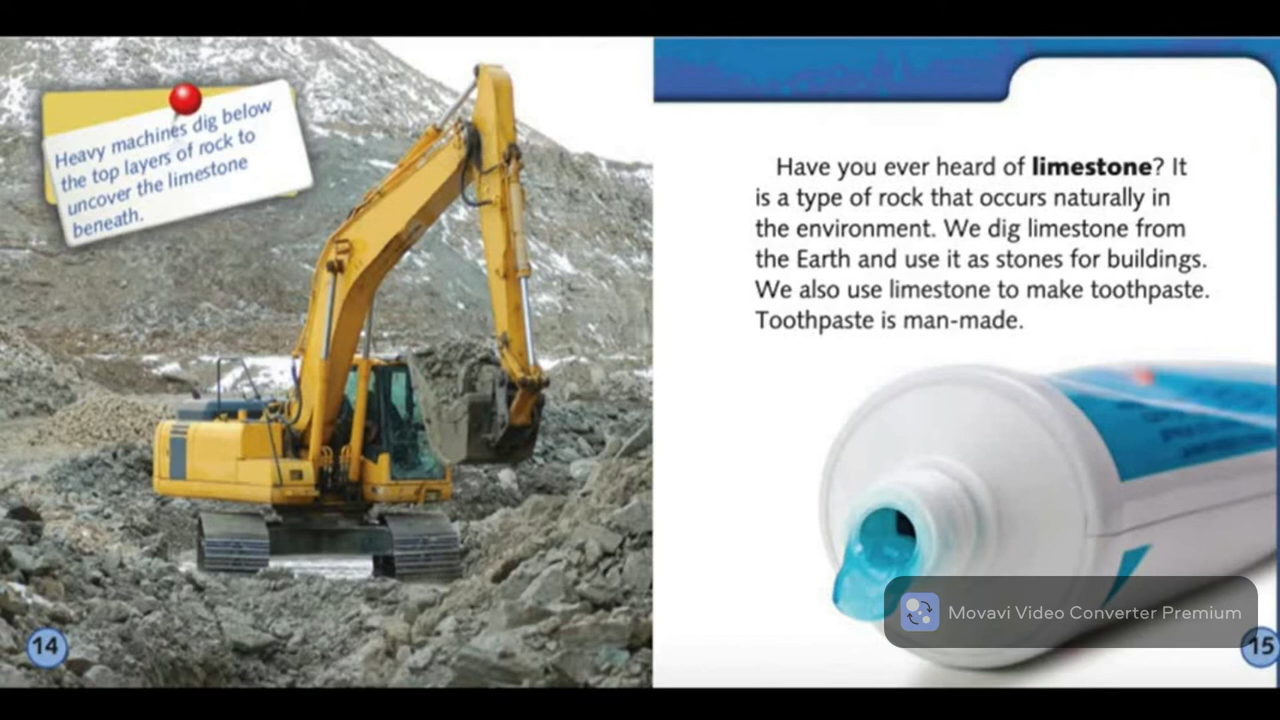 Heavy machines dig below
the top layers of rock to
uncover the limestone
beneath.
14
Have you ever heard of limestone? It
is a type of rock that occurs naturally in
the environment. We dig limestone from
the Earth and use it as stones for buildings.
We also use limestone to make toothpaste.
Toothpaste is man-made.
Movavi Video Converter Premium
15